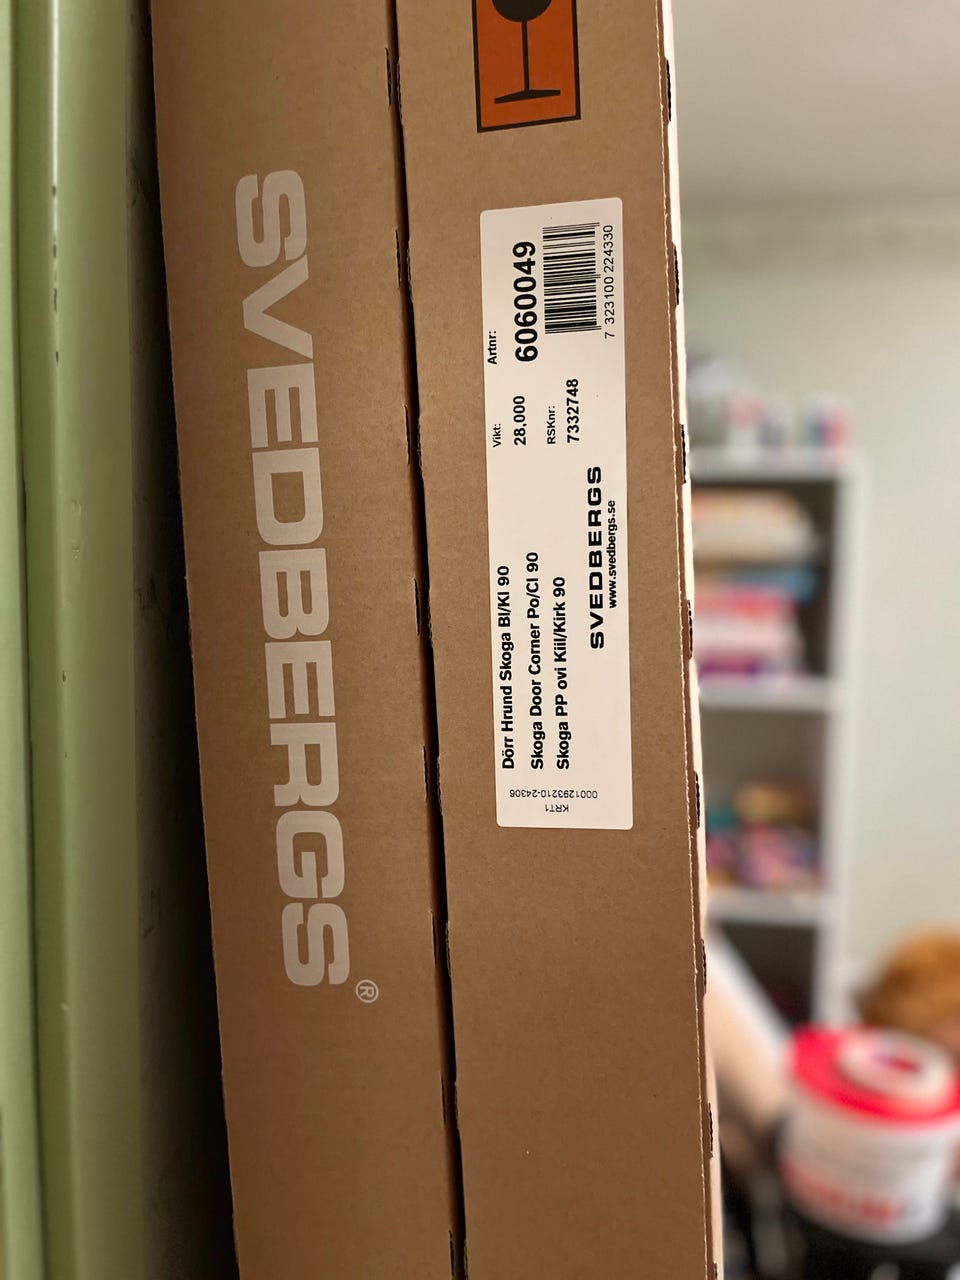 SVEDBERGS®
Dörr Hrund Skoga Bl/Kl 90
Skoga Door Corner Po/Cl 90
Skoga PP ovi Kiil/Kirk 90
Vikt:
28,000
Artnr:
6060049
RSKnr:
7332748
7 323100 224330
SVEDBERGS
www.svedbergs.se
KRT1
0001293210-24306